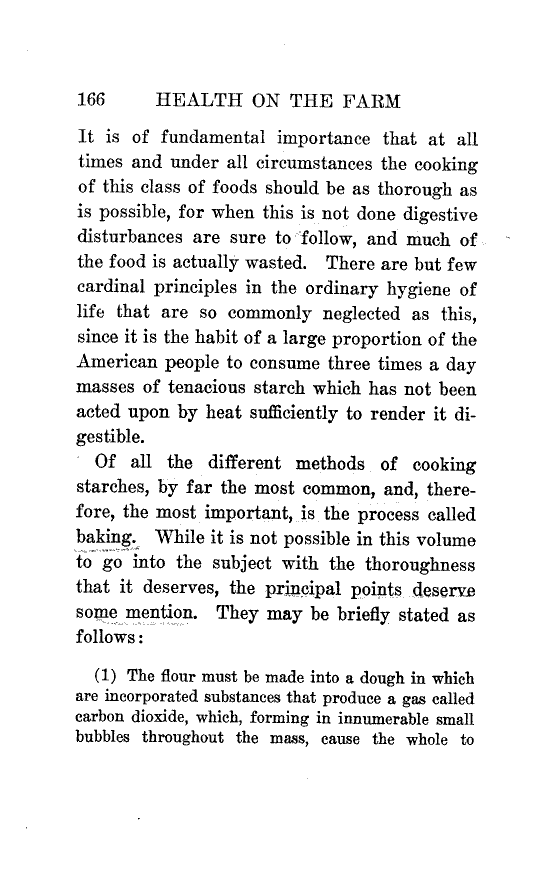 166 HEALTH ON THE FARM
It is of fundamental importance that at all
times and under all circumstances the cooking
of this class of foods should be as thorough as
is possible, for when this is not done digestive
disturbances are sure to follow, and much of
the food is actually wasted. There are but few
cardinal principles in the ordinary hygiene of
life that are so commonly neglected as this,
since it is the habit of a large proportion of the
American people to consume three times a day
masses of tenacious starch which has not been
acted upon by heat sufficiently to render it di-
gestible.
Of all the different methods of cooking
starches, by far the most common, and, there-
fore, the most important, is the process called
baking. While it is not possible in this volume
to go into the subject with the thoroughness
that it deserves, the principal points deserve
some mention. They may be briefly stated as
follows:
(1) The flour must be made into a dough in which
are incorporated substances that produce a gas called
carbon dioxide, which, forming in innumerable small
bubbles throughout the mass, cause the whole to